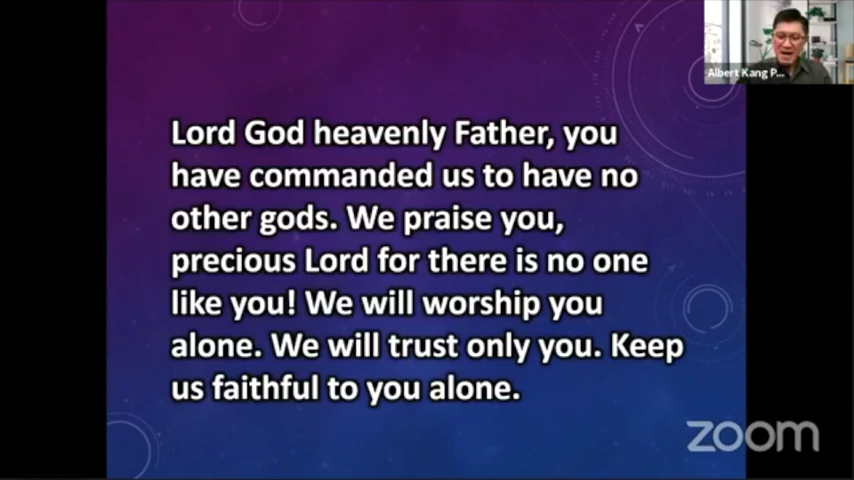 Albert Kang P...
Lord God heavenly Father, you
have commanded us to have no
other gods. We praise you,
precious Lord for there is no one
like you! We will worship you
alone. We will trust only you. Keep
us faithful to you alone.
zoom